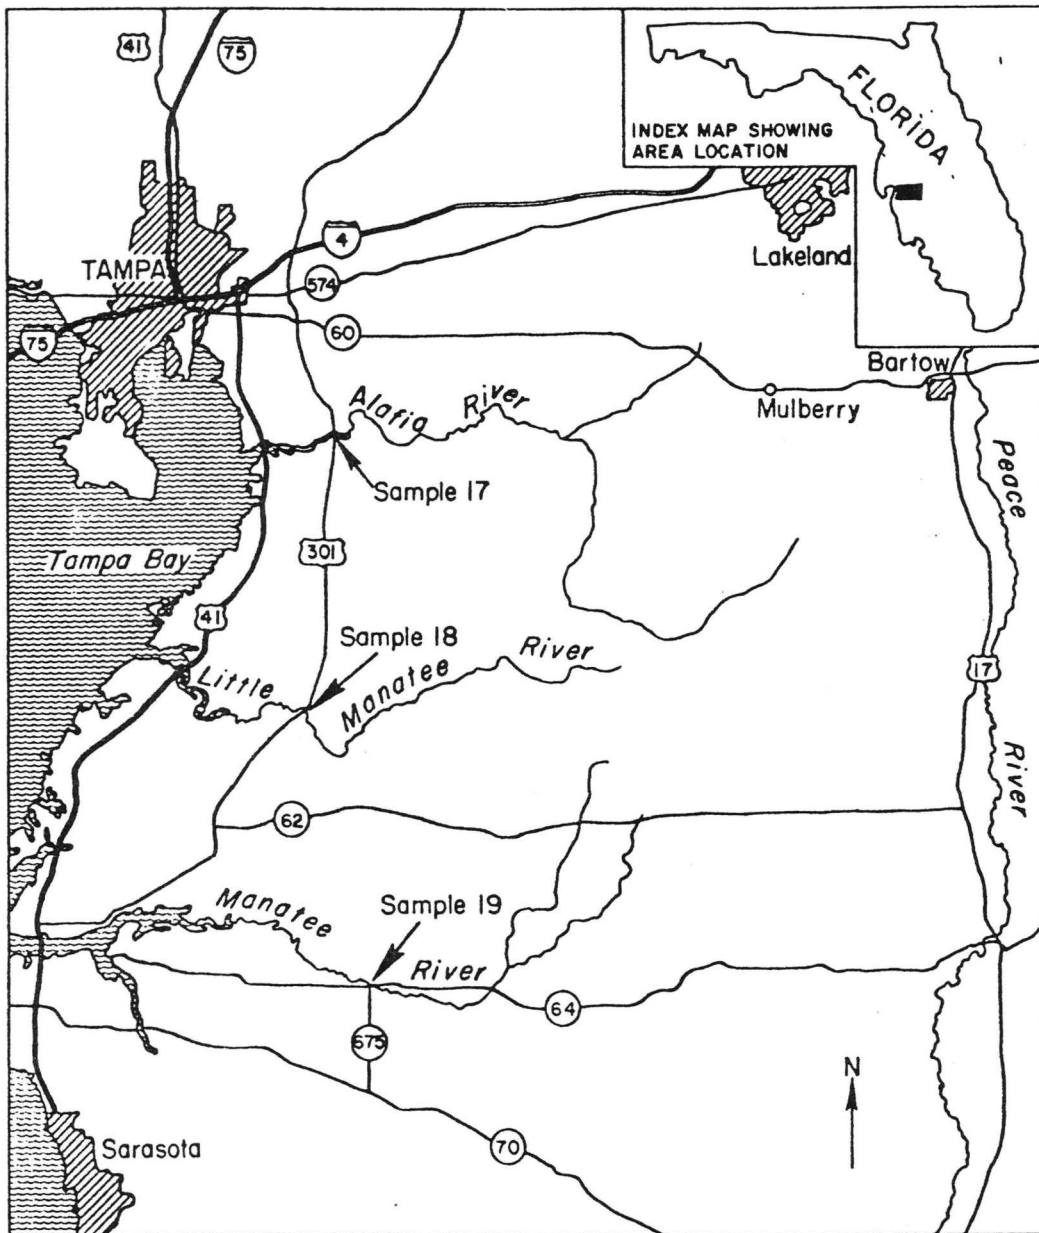 41
75
FLORIDA
INDEX MAP SHOWING
AREA LOCATION
4
TAMPA
574
Lakeland
75
60
Bartow
Mulberry
Alafia River
Sample 17
Peace
301
Tampa Bay
41
Sample 18
Little
Manatee
River
17
River
62
Manatee
Sample 19
River
64
675
N
70
Sarasota